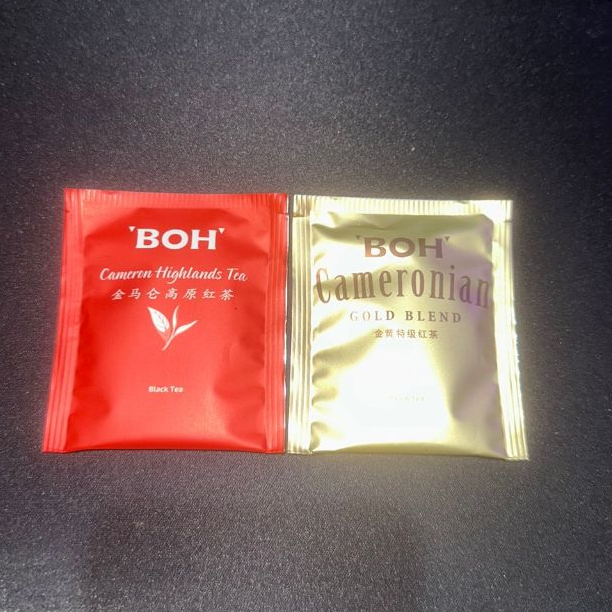 BOH
Cameron Highlands Tea
金马仑高原红茶
Black Tea
BOH
Cameronian
GOLD BLEND
金黄特级红茶